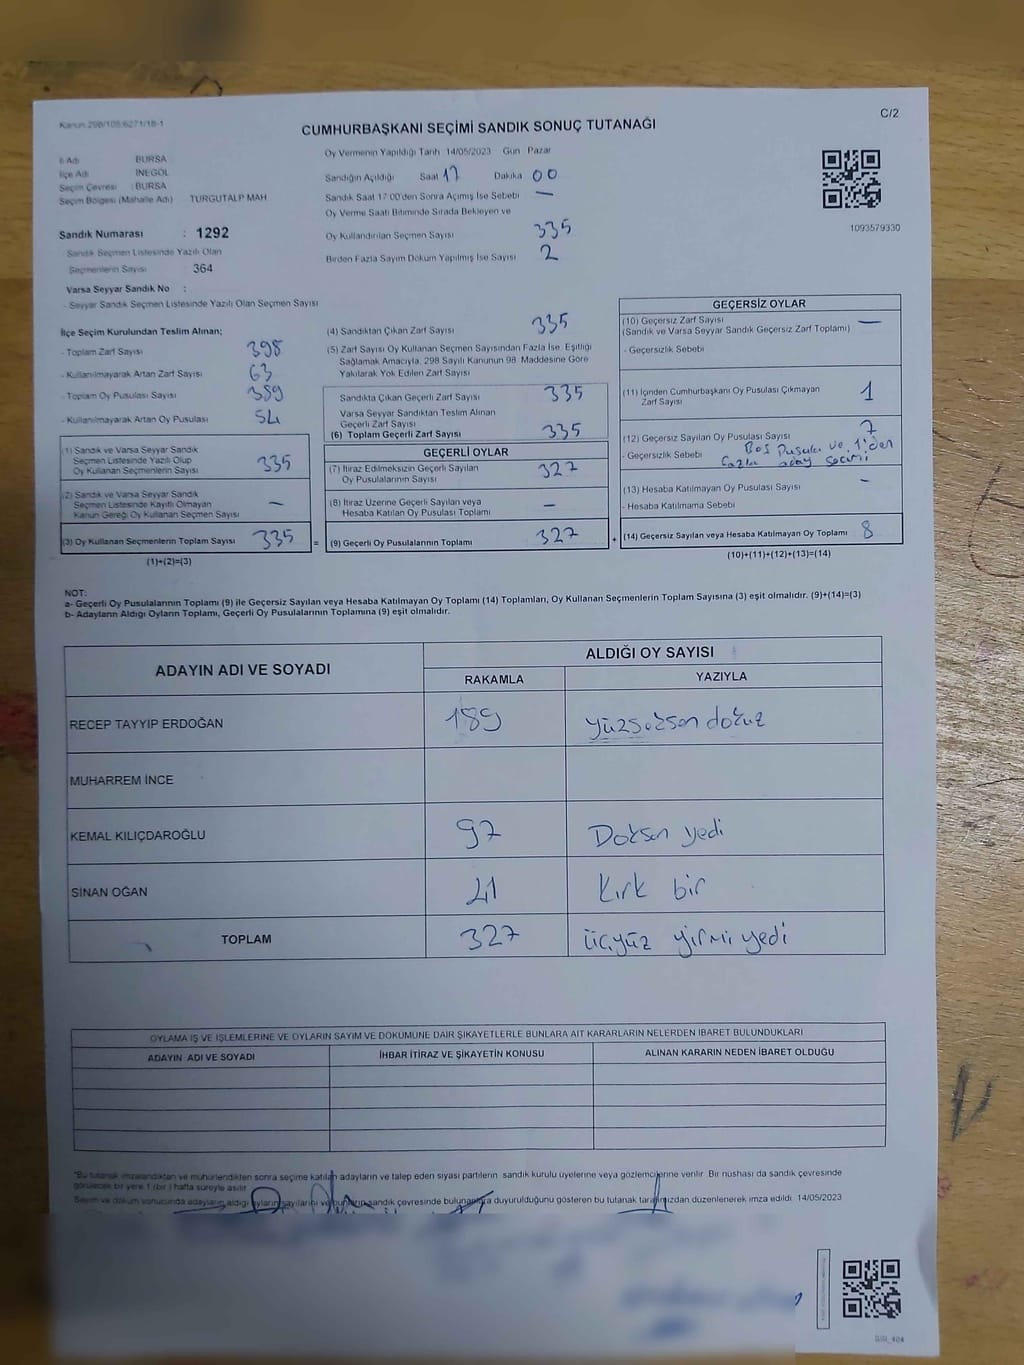 Kanun:298/105;6271/18-1
C/2
CUMHURBAŞKANI SEÇİMİ SANDIK SONUÇ TUTANAĞI
İl Adı : BURSA
İlçe Adı : İNEGÖL
Seçim Çevresi : BURSA
Seçim Bölgesi (Mahalle Adı) TURGUTALP MAH
Sandık Numarası : 1292
- Sandık Seçmen Listesinde Yazılı Olan
Seçmenlerin Sayısı 364
Varsa Seyyar Sandık No :
- Seyyar Sandık Seçmen Listesinde Yazılı Olan Seçmen Sayısı
Oy Vermenin Yapıldığı Tarih 14/05/2023 Gün Pazar
Sandığın Açıldığı Saat 17 Dakika 00
Sandık Saat 17:00'den Sonra Açımış İse Sebebi —
Oy Verme Saati Bitiminde Sırada Bekleyen ve
Oy Kullandırılan Seçmen Sayısı 335
Birden Fazla Sayım Döküm Yapılmış İse Sayısı 2
1093579330
İlçe Seçim Kurulundan Teslim Alınan;
- Toplam Zarf Sayısı 398
- Kullanılmayarak Artan Zarf Sayısı 63
- Toplam Oy Pusulası Sayısı 389
- Kullanılmayarak Artan Oy Pusulası 54
(1) Sandık ve Varsa Seyyar Sandık
Seçmen Listesinde Yazılı Olup
Oy Kullanan Seçmenlerin Sayısı 335
(2) Sandık ve Varsa Seyyar Sandık
Seçmen Listesinde Kayıtlı Olmayan
Kanun Gereği Oy Kullanan Seçmen Sayısı —
(3) Oy Kullanan Seçmenlerin Toplam Sayısı 335 =
(1)+(2)=(3)
(4) Sandıktan Çıkan Zarf Sayısı 335
(5) Zarf Sayısı Oy Kullanan Seçmen Sayısından Fazla İse, Eşitliği
Sağlamak Amacıyla, 298 Sayılı Kanunun 98. Maddesine Göre
Yakılarak Yok Edilen Zarf Sayısı
Sandıkta Çıkan Geçerli Zarf Sayısı 335
Varsa Seyyar Sandıktan Teslim Alınan
Geçerli Zarf Sayısı
(6) Toplam Geçerli Zarf Sayısı 335
GEÇERLİ OYLAR
(7) İtiraz Edilmeksizin Geçerli Sayılan
Oy Pusulalarının Sayısı 327
(8) İtiraz Üzerine Geçerli Sayılan veya
Hesaba Katılan Oy Pusulası Toplamı —
(9) Geçerli Oy Pusulalarının Toplamı 327 +
GEÇERSİZ OYLAR
(10) Geçersiz Zarf Sayısı —
(Sandık ve Varsa Seyyar Sandık Geçersiz Zarf Toplamı)
- Geçersizlik Sebebi
(11) İçinden Cumhurbaşkanı Oy Pusulası Çıkmayan
Zarf Sayısı 1
(12) Geçersiz Sayılan Oy Pusulası Sayısı 7
- Geçersizlik Sebebi Boş Pusula ve 1'den
fazla aday seçimi
(13) Hesaba Katılmayan Oy Pusulası Sayısı —
- Hesaba Katılmama Sebebi
(14) Geçersiz Sayılan veya Hesaba Katılmayan Oy Toplamı 8
(10)+(11)+(12)+(13)=(14)
NOT:
a- Geçerli Oy Pusulalarının Toplamı (9) ile Geçersiz Sayılan veya Hesaba Katılmayan Oy Toplamı (14) Toplamları, Oy Kullanan Seçmenlerin Toplam Sayısına (3) eşit olmalıdır. (9)+(14)=(3)
b- Adayların Aldığı Oyların Toplamı, Geçerli Oy Pusulalarının Toplamına (9) eşit olmalıdır.
ADAYIN ADI VE SOYADI ALDIĞI OY SAYISI
RAKAMLA YAZIYLA
RECEP TAYYIP ERDOĞAN 189 yüzseksen dokuz
MUHARREM İNCE
KEMAL KILIÇDAROĞLU 97 Doksan yedi
SİNAN OĞAN 41 Kırk bir
TOPLAM 327 üçyüz yirmi yedi
OYLAMA İŞ VE İŞLEMLERİNE VE OYLARIN SAYIM VE DÖKÜMÜNE DAİR ŞİKAYETLERLE BUNLARA AİT KARARLARIN NELERDEN İBARET BULUNDUKLARI
ADAYIN ADI VE SOYADI İHBAR İTİRAZ VE ŞİKAYETİN KONUSU ALINAN KARARIN NEDEN İBARET OLDUĞU
*Bu tutanak imzalandıktan ve mühürlendikten sonra seçime katılan adayların ve talep eden siyasi partilerin sandık kurulu üyelerine veya gözlemcilerine verilir. Bir nüshası da sandık çevresinde
görülecek bir yere 1 (bir) hafta süreyle asılır.
Sayım ve döküm sonucunda adayların aldığı oyların sayılarını ve bunların sandık çevresinde bulunanlara duyurulduğunu gösteren bu tutanak tarafımızdan düzenlenerek imza edildi. 14/05/2023